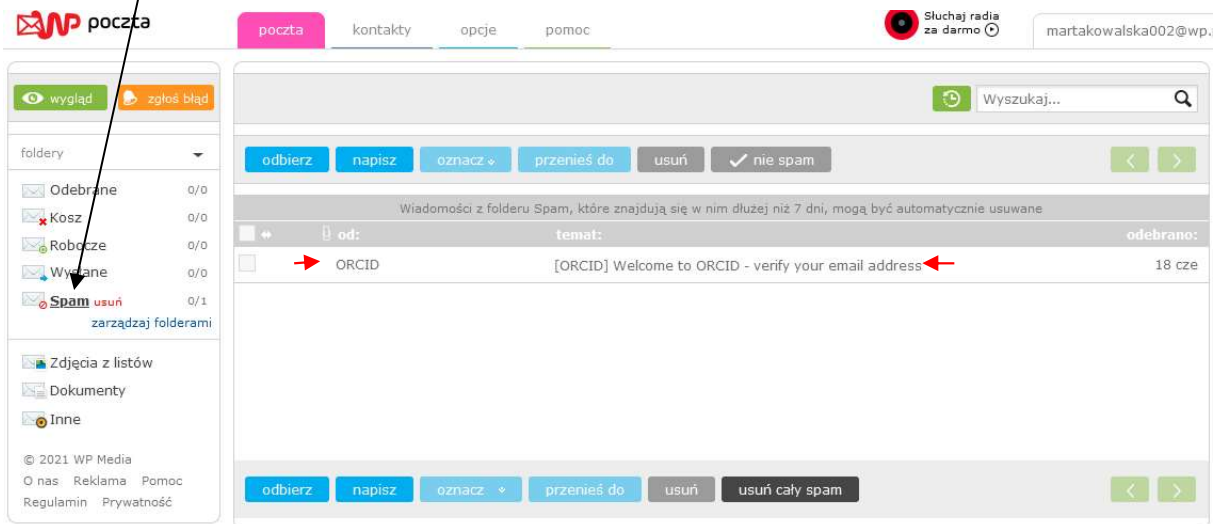 WP poczta
poczta kontakty opcje pomoc
Słuchaj radia
za darmo
martakowalska002@wp.
wygląd zgłoś błąd
Wyszukaj...
foldery
odbierz napisz oznacz przenieś do usuń nie spam
Odebrane 0/0
Kosz 0/0
Robocze 0/0
Wysłane 0/0
Spam usuń 0/1
zarządzaj folderami
Zdjęcia z listów
Dokumenty
Inne
© 2021 WP Media
O nas Reklama Pomoc
Regulamin Prywatność
Wiadomości z folderu Spam, które znajdują się w nim dłużej niż 7 dni, mogą być automatycznie usuwane
od: temat: odebrano:
ORCID [ORCID] Welcome to ORCID - verify your email address 18 cze
odbierz napisz oznacz przenieś do usuń usuń cały spam